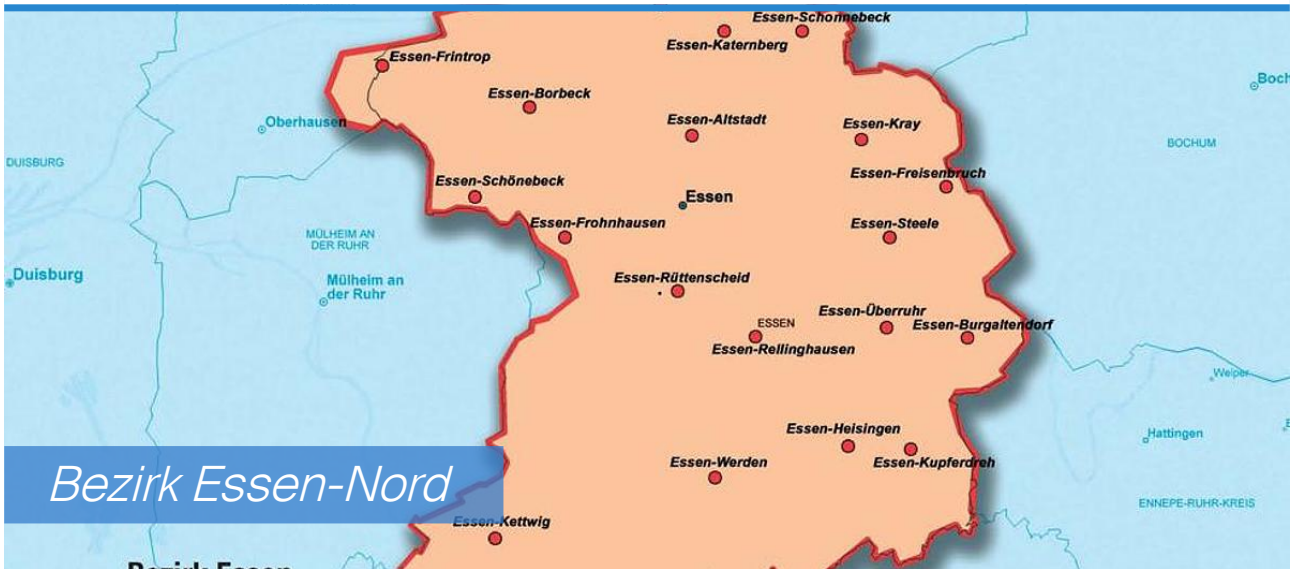 Essen-Schonnebeck
Essen-Katernberg
Essen-Frintrop
Essen-Borbeck
Oberhausen
Essen-Altstadt
Essen-Kray
BOCHUM
DUISBURG
Essen-Schönebeck
Essen
Essen-Freisenbruch
Essen-Frohnhausen
Essen-Steele
MÜLHEIM AN
DER RUHR
Duisburg
Mülheim an
der Ruhr
Essen-Rüttenscheid
ESSEN
Essen-Überruhr
Essen-Burgaltendorf
Essen-Rellinghausen
Welper
Essen-Heisingen
Hattingen
Essen-Werden
Essen-Kupferdreh
Bezirk Essen-Nord
ENNEPE-RUHR-KREIS
Essen-Kettwig
Bezirk Essen